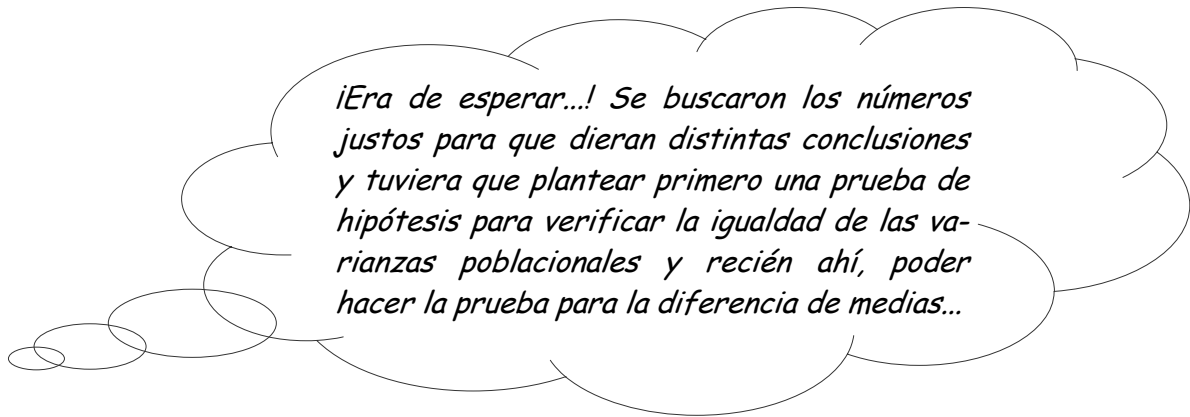 ¡Era de esperar...! Se buscaron los números
justos para que dieran distintas conclusiones
y tuviera que plantear primero una prueba de
hipótesis para verificar la igualdad de las va-
rianzas poblacionales y recién ahí, poder
hacer la prueba para la diferencia de medias...